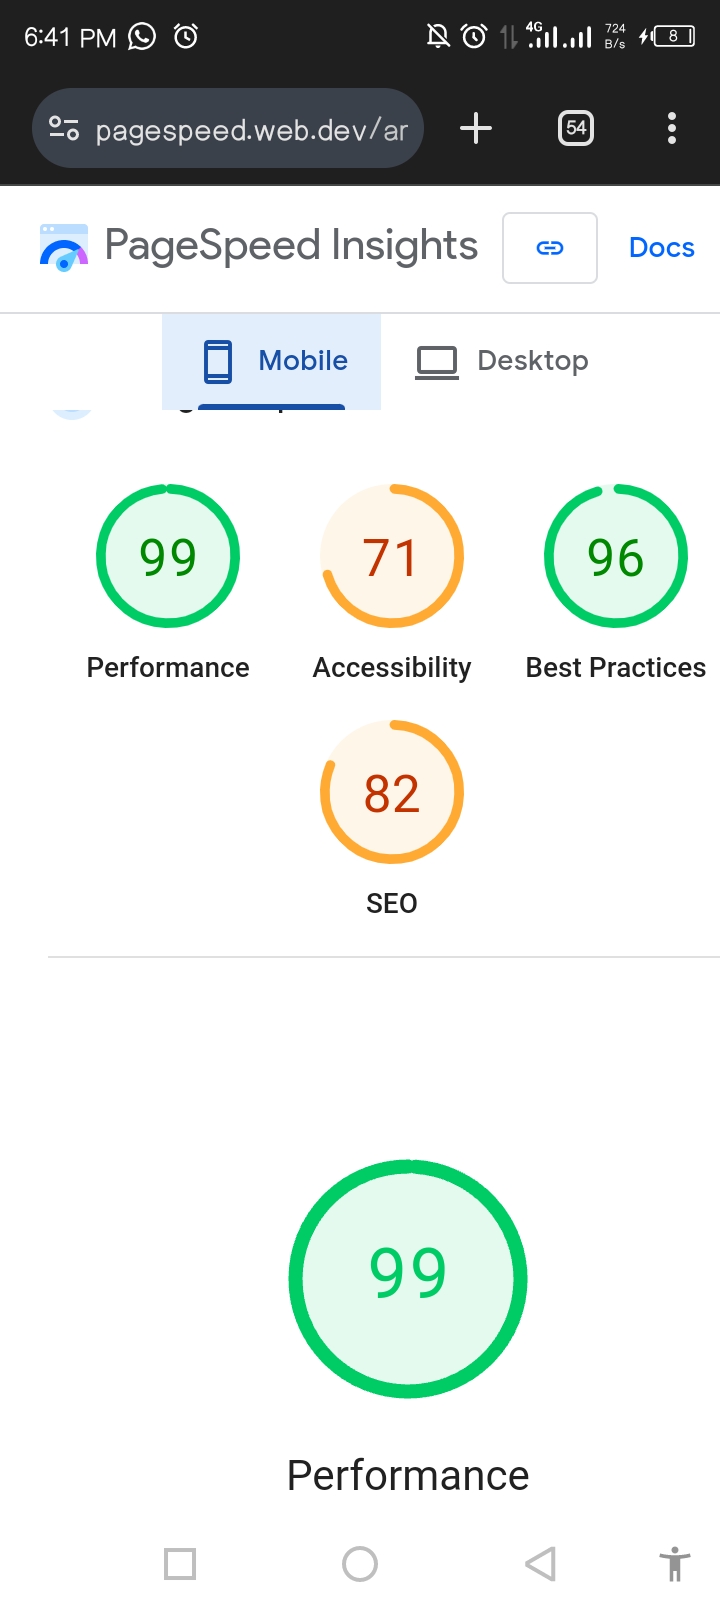 6:41 PM
4G
724
B/s
8
pagespeed.web.dev/ar
54
PageSpeed Insights
Docs
Mobile
Desktop
99
71
96
Performance
Accessibility
Best Practices
82
SEO
99
Performance